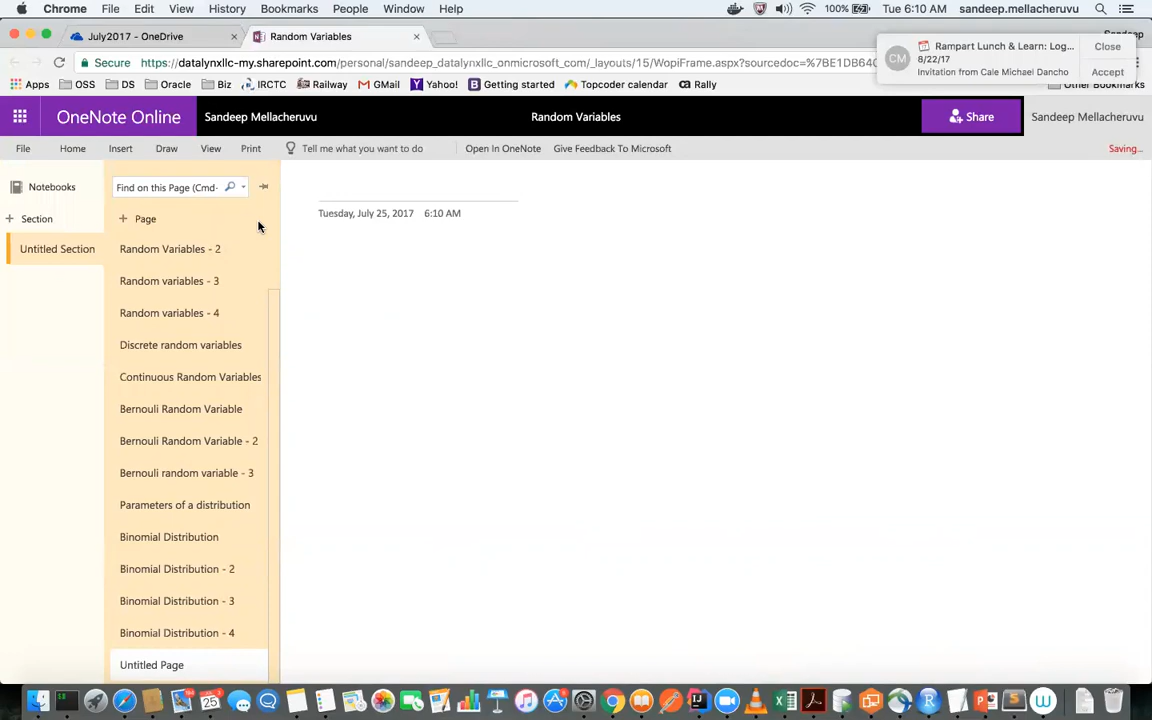 Chrome File Edit View History Bookmarks People Window Help 100% Tue 6:10 AM sandeep.mellacheruvu
July2017 - OneDrive × Random Variables ×
Secure https://datalynxllc-my.sharepoint.com/personal/sandeep_datalynxllc_onmicrosoft_com/_layouts/15/WopiFrame.aspx?sourcedoc=%7BE1DB640
CM Rampart Lunch & Learn: Log... Close
8/22/17
Invitation from Cale Michael Dancho Accept
Apps OSS DS Oracle Biz IRCTC Railway GMail Yahoo! Getting started Topcoder calendar Rally Other Bookmarks
OneNote Online Sandeep Mellacheruvu Random Variables Share Sandeep Mellacheruvu
File Home Insert Draw View Print Tell me what you want to do Open In OneNote Give Feedback To Microsoft Saving...
Notebooks Find on this Page (Cmd-
+ Section + Page
Tuesday, July 25, 2017 6:10 AM
Untitled Section Random Variables - 2
Random variables - 3
Random variables - 4
Discrete random variables
Continuous Random Variables
Bernouli Random Variable
Bernouli Random Variable - 2
Bernouli random variable - 3
Parameters of a distribution
Binomial Distribution
Binomial Distribution - 2
Binomial Distribution - 3
Binomial Distribution - 4
Untitled Page